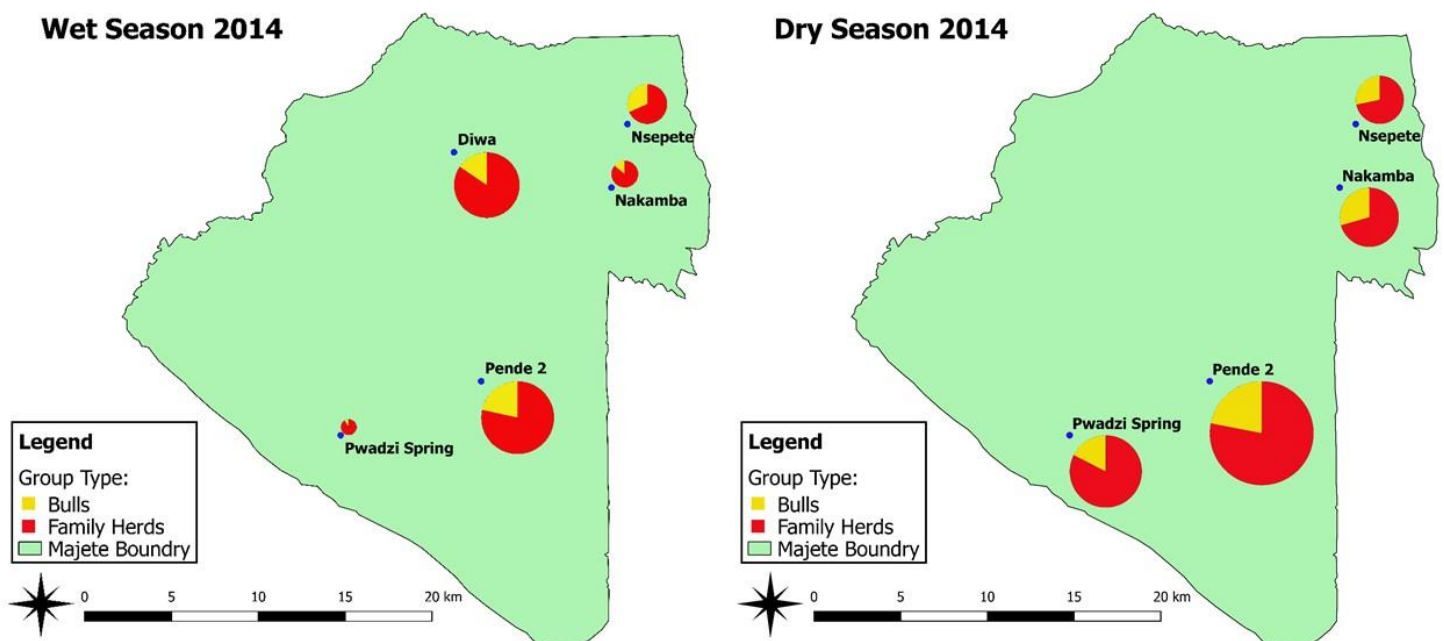 Wet Season 2014
Diwa
Nsepete
Nakamba
Pende 2
Pwadzi Spring
Legend
Group Type:
Bulls
Family Herds
Majete Boundry
0 5 10 15 20 km
Dry Season 2014
Nsepete
Nakamba
Pende 2
Pwadzi Spring
Legend
Group Type:
Bulls
Family Herds
Majete Boundry
0 5 10 15 20 km